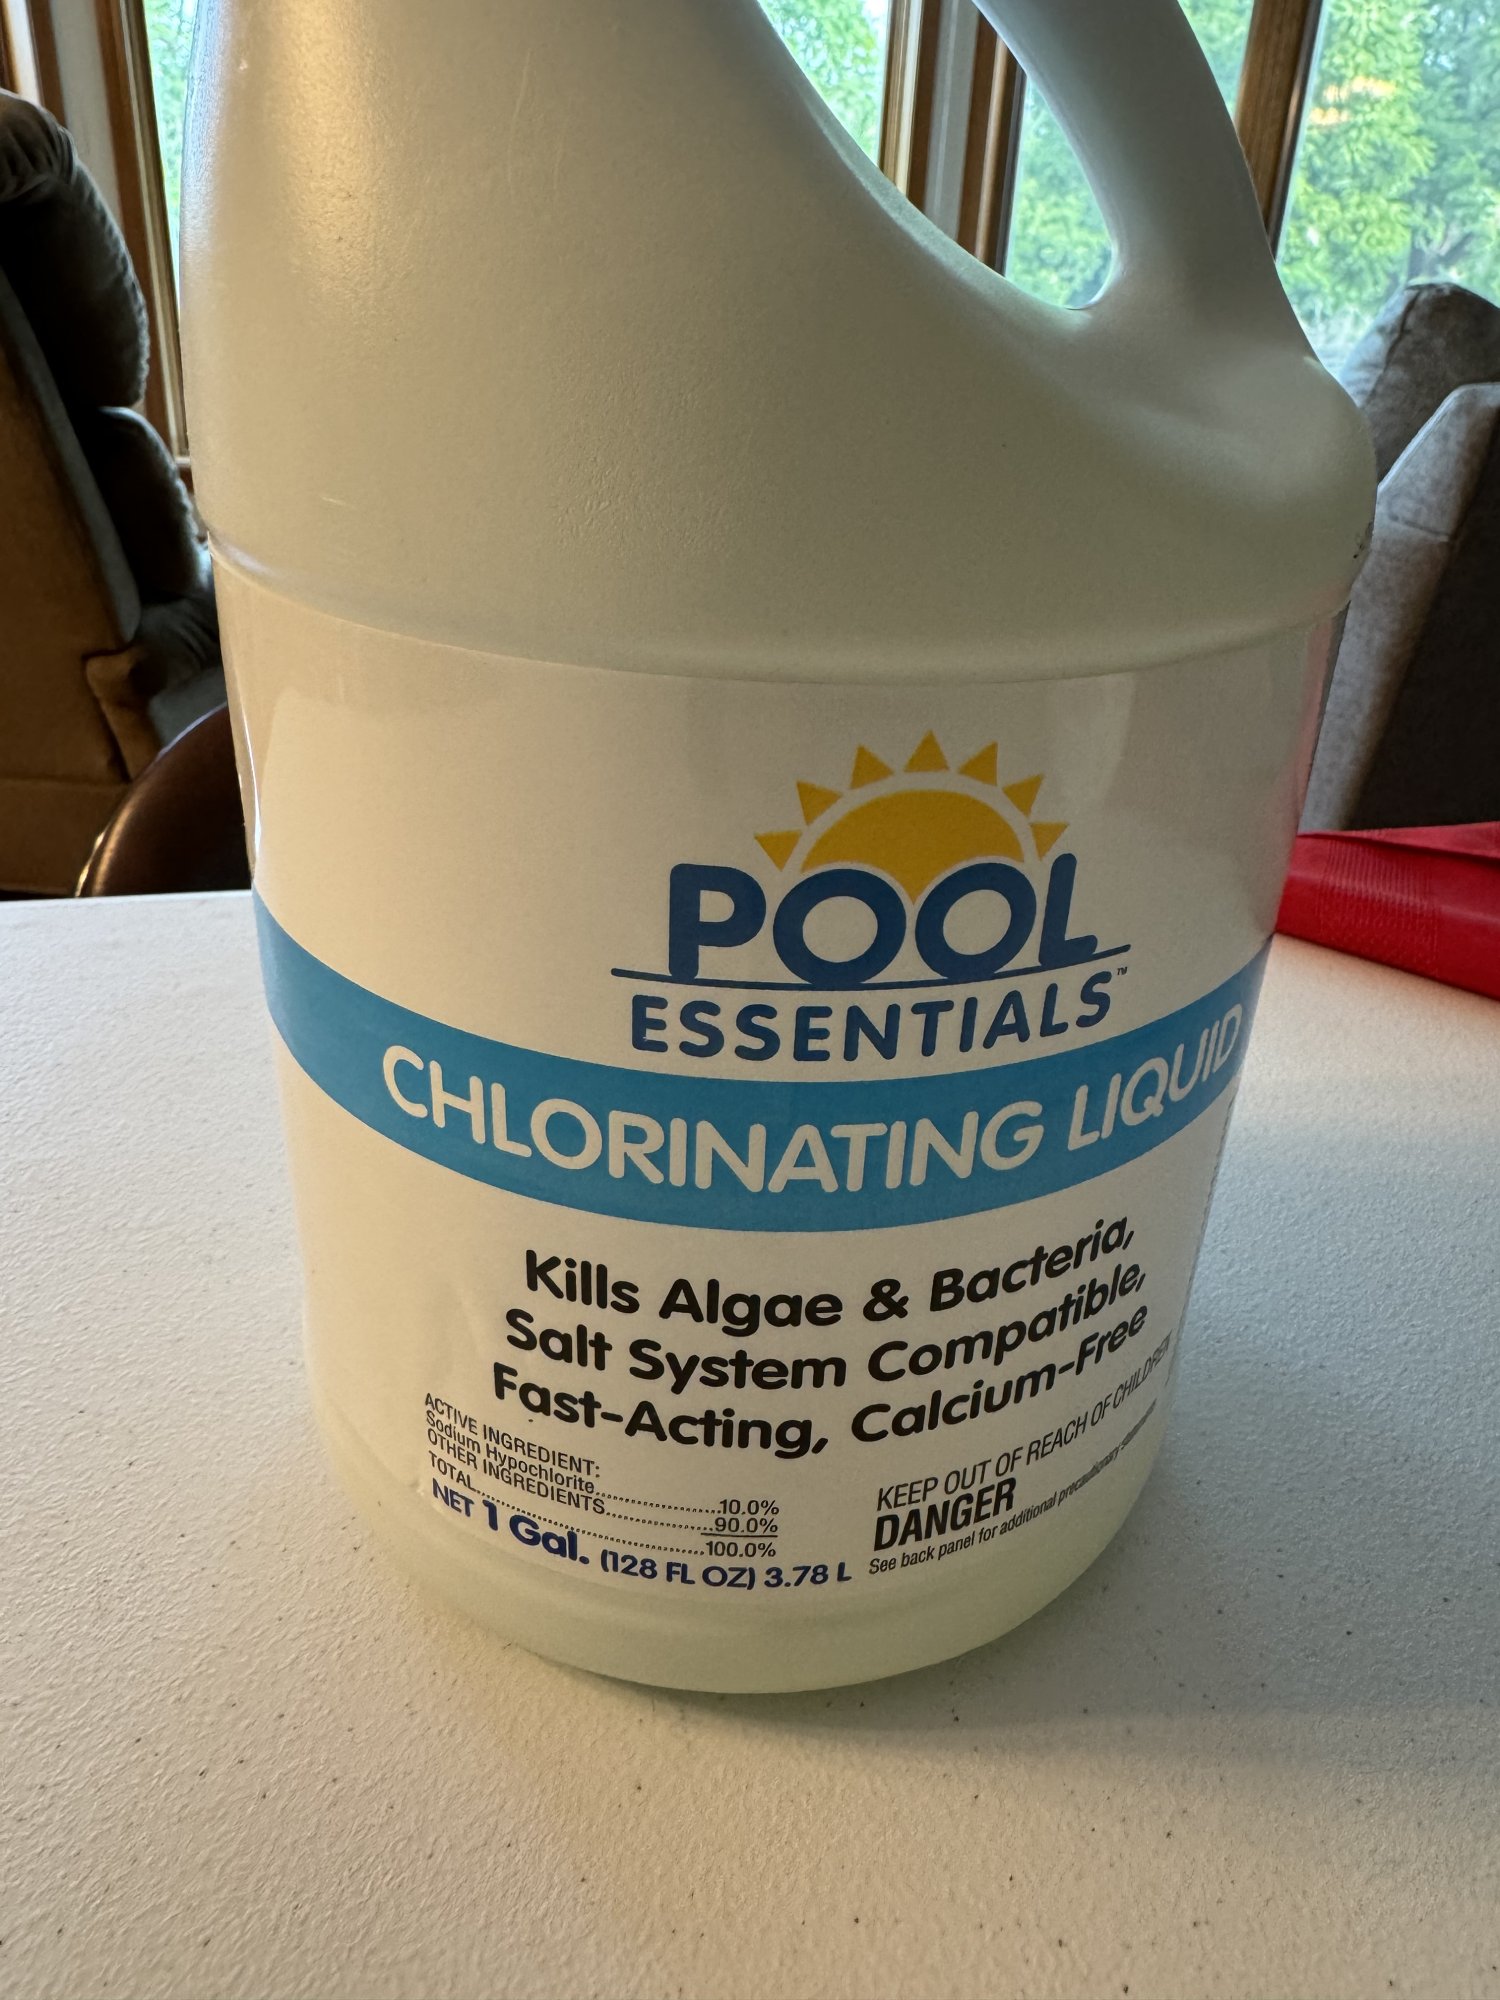 POOL
ESSENTIALS™
CHLORINATING LIQUID
Kills Algae & Bacteria,
Salt System Compatible,
Fast-Acting, Calcium-Free
ACTIVE INGREDIENT:
Sodium Hypochlorite..............................10.0%
OTHER INGREDIENTS..........................90.0%
TOTAL..................................................100.0%
NET 1 Gal. (128 FL OZ) 3.78 L
KEEP OUT OF REACH OF CHILDREN
DANGER
See back panel for additional precautionary